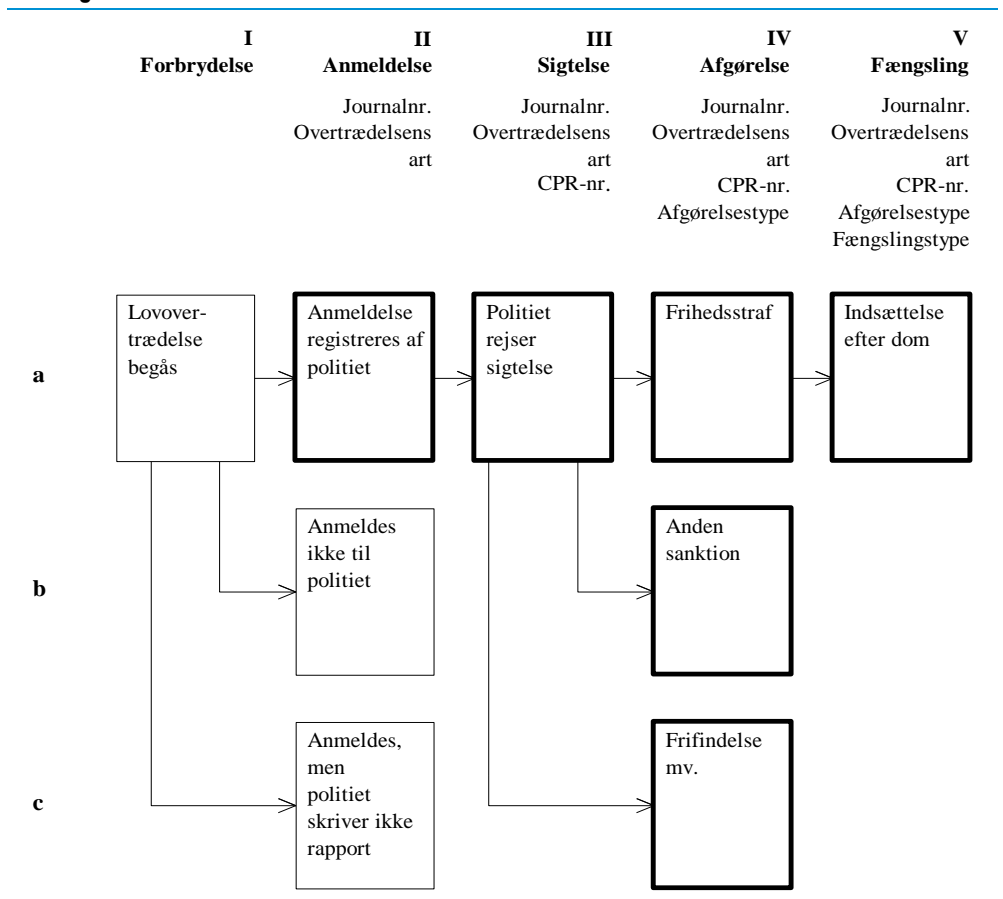 I II III IV V
Forbrydelse Anmeldelse Sigtelse Afgørelse Fængsling
Journalnr. Journalnr. Journalnr. Journalnr.
Overtrædelsens Overtrædelsens Overtrædelsens Overtrædelsens
art art art art
CPR-nr. CPR-nr. CPR-nr.
Afgørelsestype Afgørelsestype
Fængslingstype
a
Lovover-
trædelse
begås
Anmeldelse
registreres af
politiet
Politiet
rejser
sigtelse
Frihedsstraf
Indsættelse
efter dom
b
Anmeldes
ikke til
politiet
Anden
sanktion
c
Anmeldes,
men
politiet
skriver ikke
rapport
Frifindelse
mv.